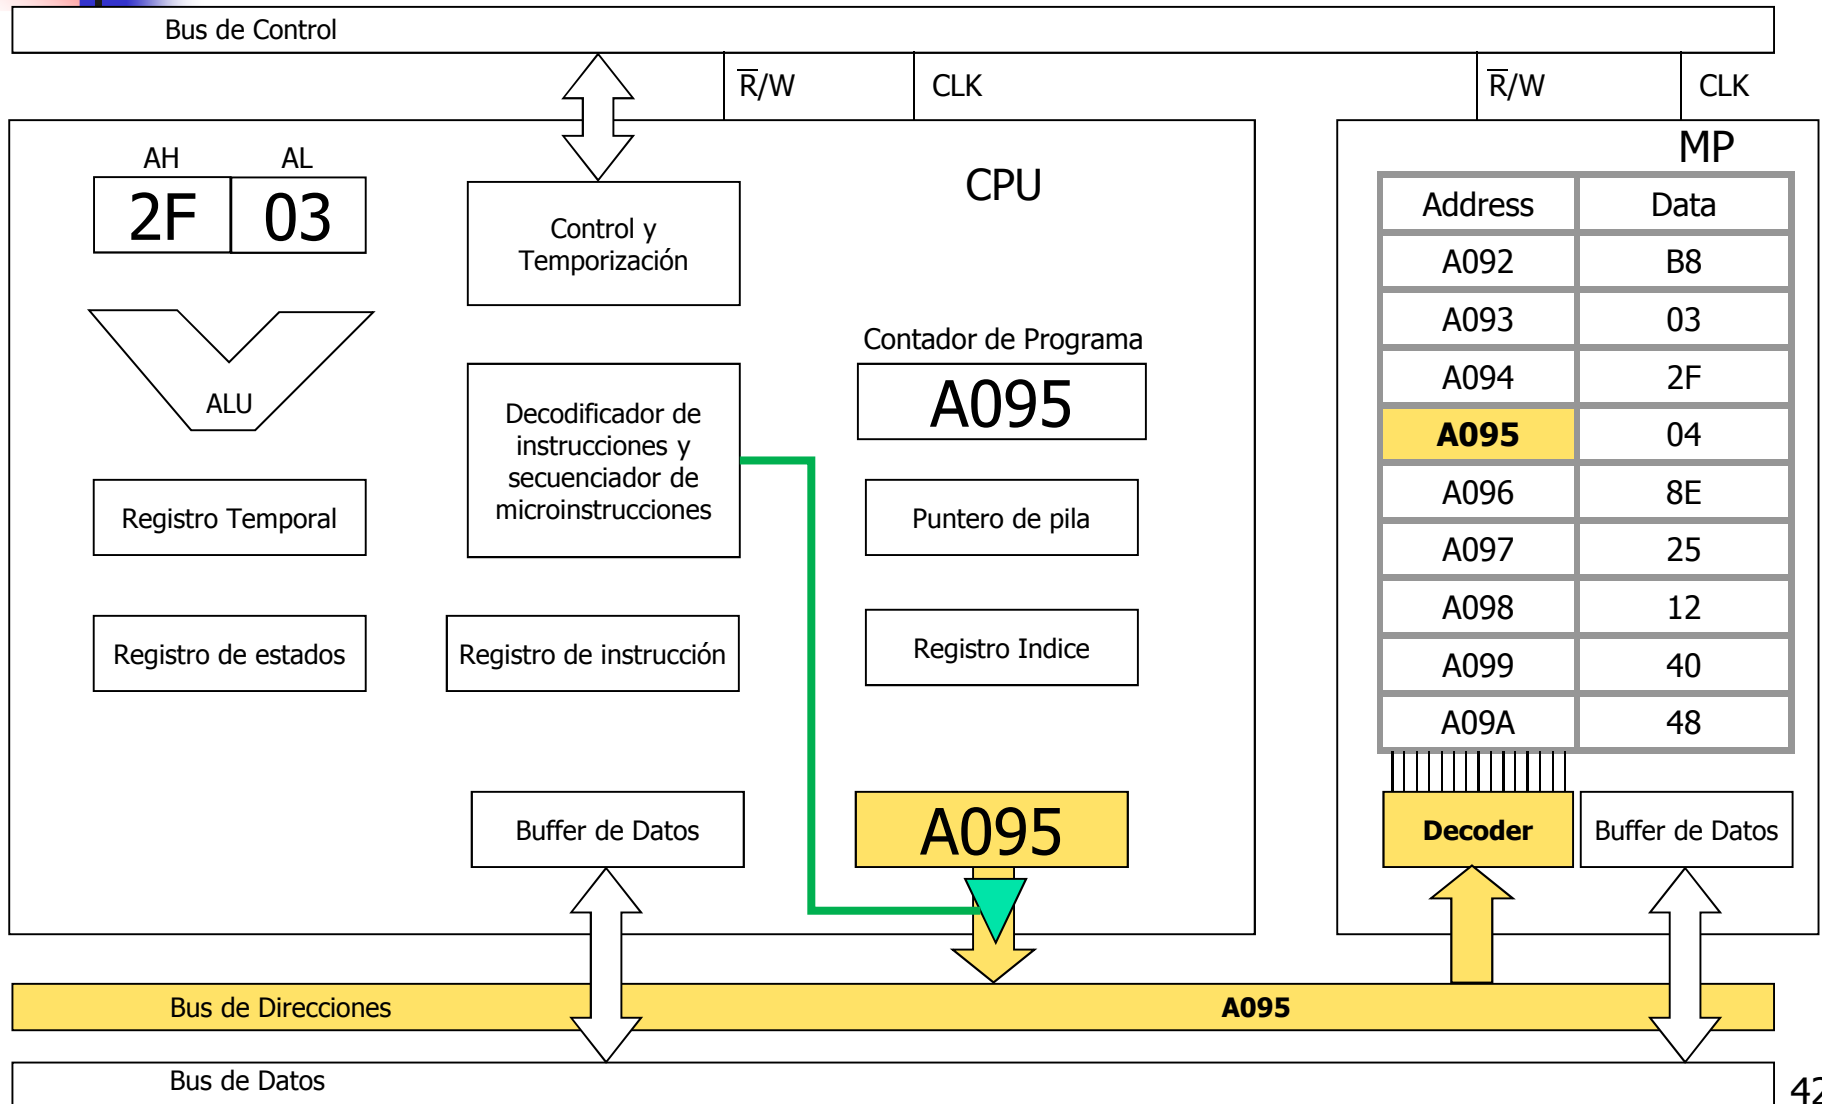 Bus de Control
R̅/W
CLK
R̅/W
CLK
AH
AL
2F
03
Control y
Temporización
CPU
MP
Address Data
A092 B8
A093 03
A094 2F
A095 04
A096 8E
A097 25
A098 12
A099 40
A09A 48
ALU
Decodificador de
instrucciones y
secuenciador de
microinstrucciones
Contador de Programa
A095
Registro Temporal
Puntero de pila
Registro de estados
Registro de instrucción
Registro Indice
Buffer de Datos
A095
Decoder
Buffer de Datos
Bus de Direcciones
A095
Bus de Datos
42